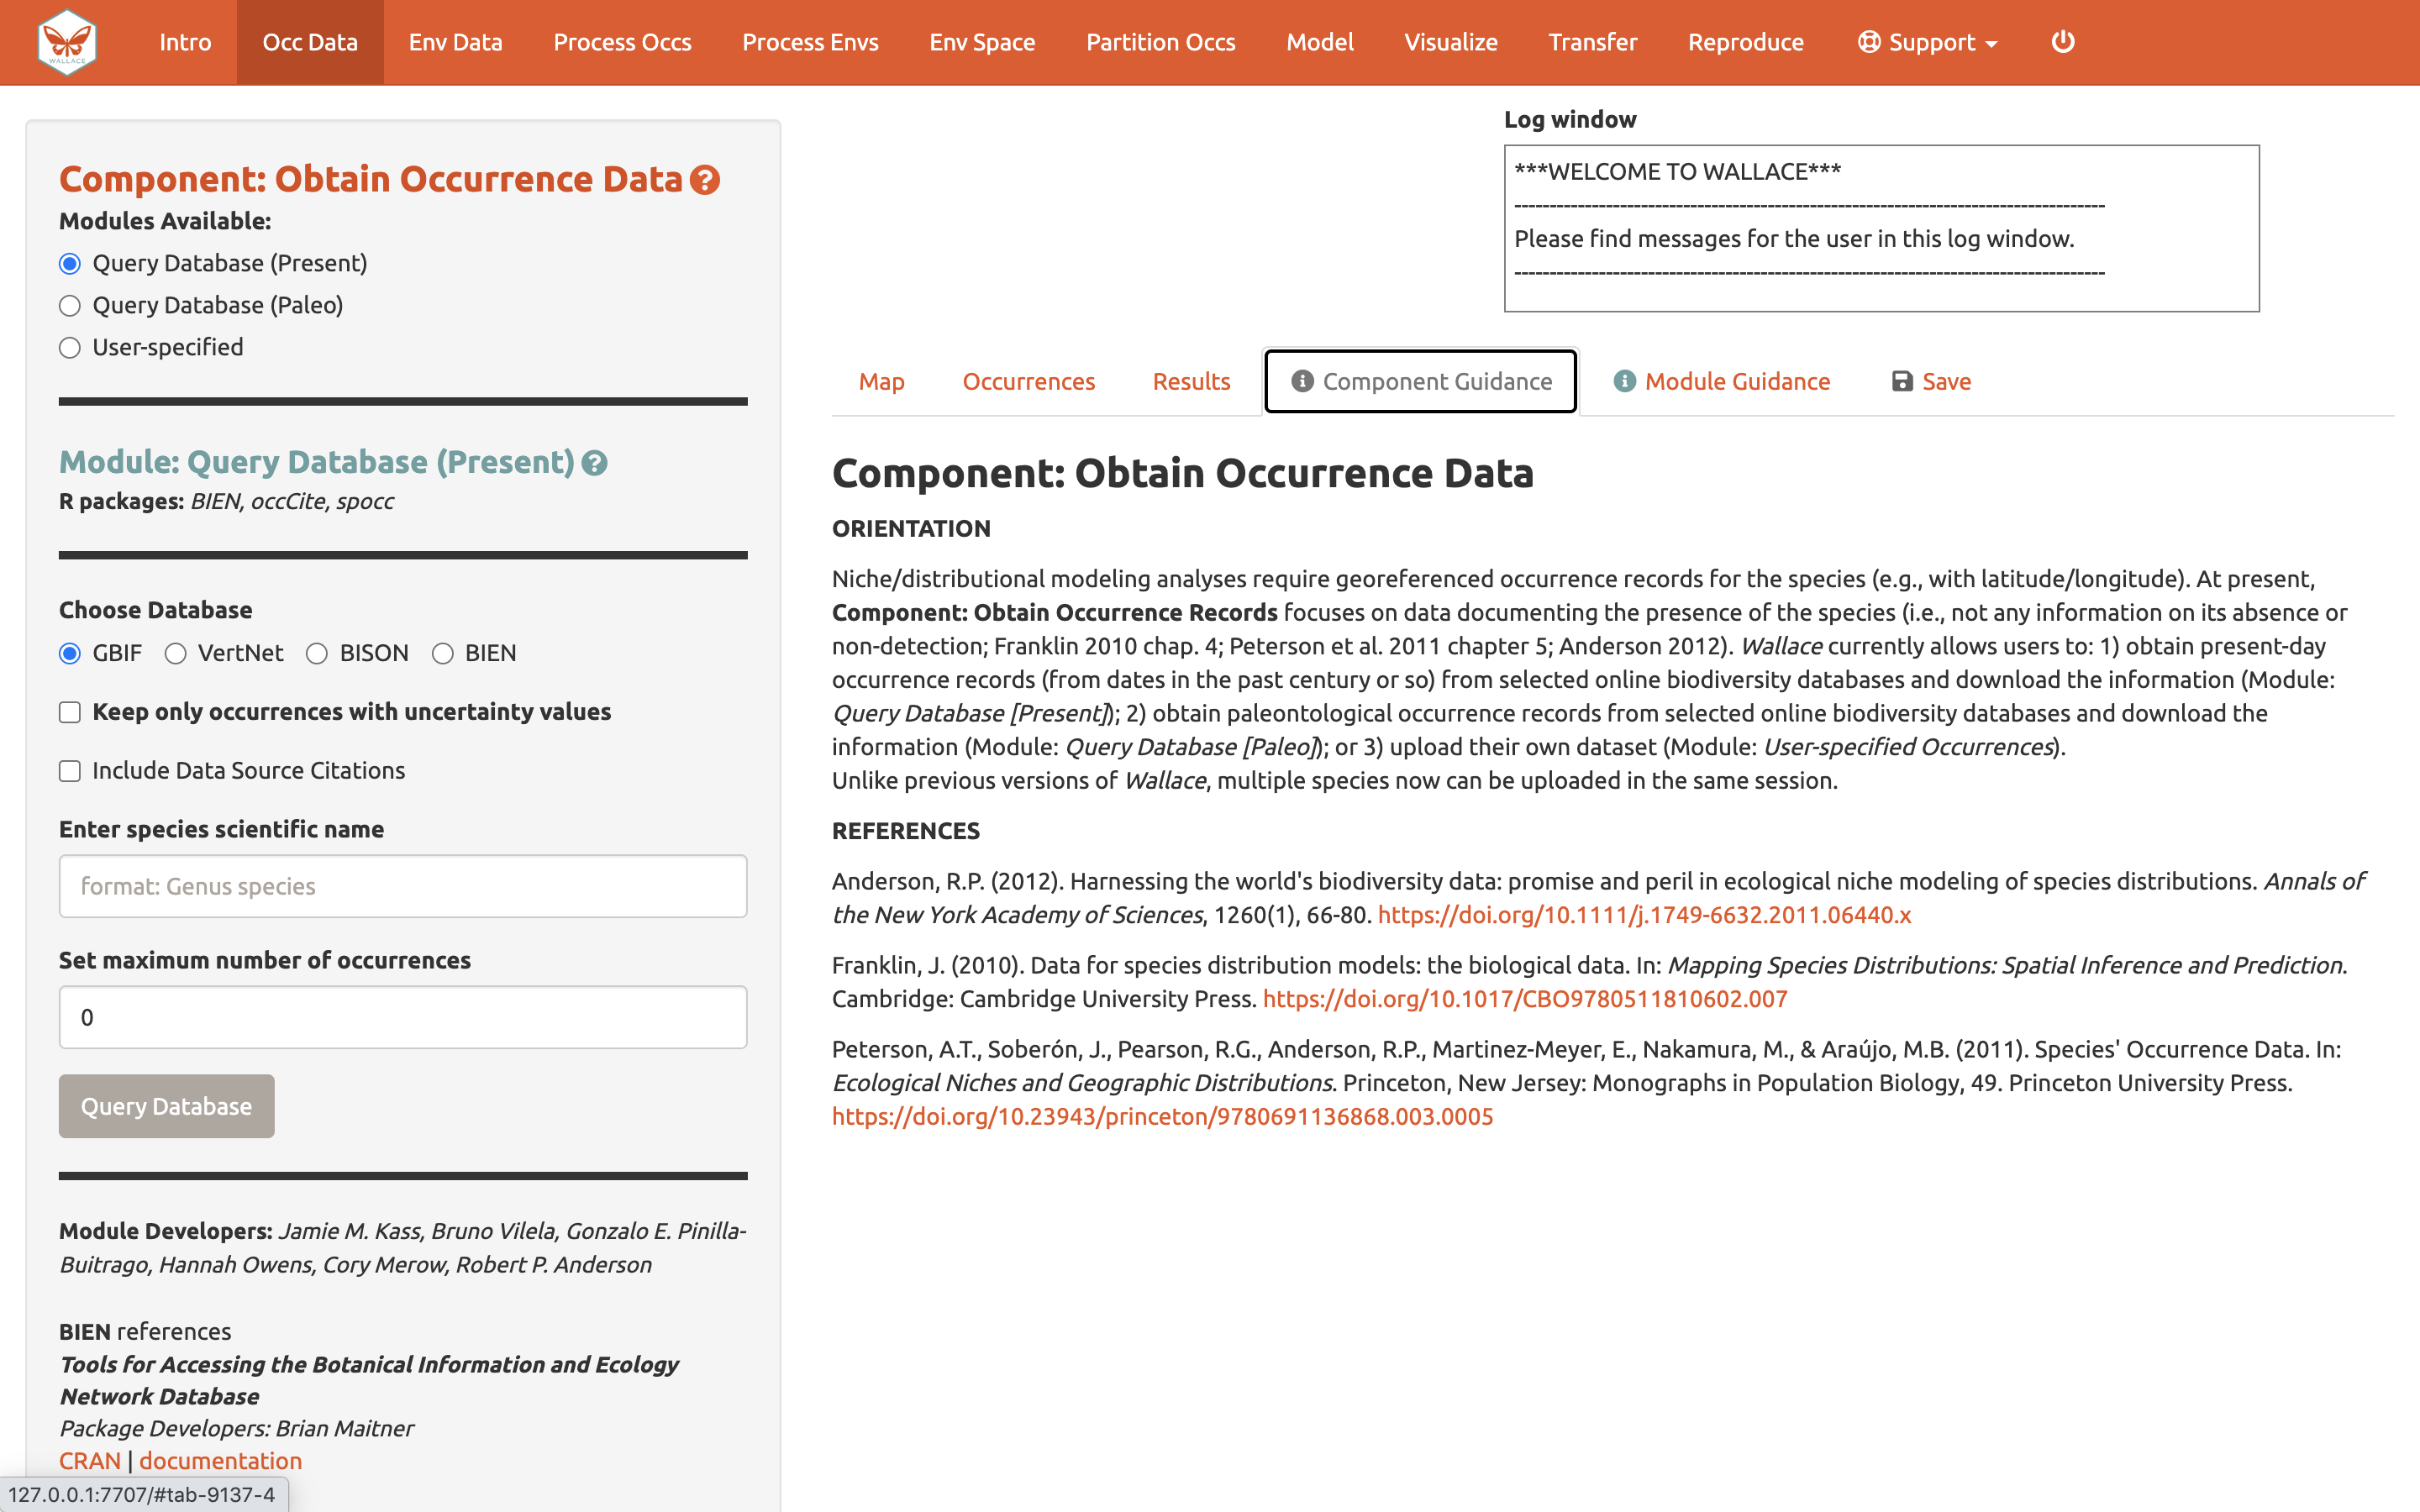 WALLACE
Intro
Occ Data
Env Data
Process Occs
Process Envs
Env Space
Partition Occs
Model
Visualize
Transfer
Reproduce
Support
Component: Obtain Occurrence Data
Modules Available:
Query Database (Present)
Query Database (Paleo)
User-specified
Module: Query Database (Present)
R packages: BIEN, occCite, spocc
Choose Database
GBIF VertNet BISON BIEN
Keep only occurrences with uncertainty values
Include Data Source Citations
Enter species scientific name
format: Genus species
Set maximum number of occurrences
0
Query Database
Module Developers: Jamie M. Kass, Bruno Vilela, Gonzalo E. Pinilla-
Buitrago, Hannah Owens, Cory Merow, Robert P. Anderson
BIEN references
Tools for Accessing the Botanical Information and Ecology
Network Database
Package Developers: Brian Maitner
CRAN | documentation
127.0.0.1:7707/#tab-9137-4
Log window
***WELCOME TO WALLACE***
--------------------------------------------------------------------------------------
Please find messages for the user in this log window.
--------------------------------------------------------------------------------------
Map
Occurrences
Results
Component Guidance
Module Guidance
Save
Component: Obtain Occurrence Data
ORIENTATION
Niche/distributional modeling analyses require georeferenced occurrence records for the species (e.g., with latitude/longitude). At present,
Component: Obtain Occurrence Records focuses on data documenting the presence of the species (i.e., not any information on its absence or
non-detection; Franklin 2010 chap. 4; Peterson et al. 2011 chapter 5; Anderson 2012). Wallace currently allows users to: 1) obtain present-day
occurrence records (from dates in the past century or so) from selected online biodiversity databases and download the information (Module:
Query Database [Present]); 2) obtain paleontological occurrence records from selected online biodiversity databases and download the
information (Module: Query Database [Paleo]); or 3) upload their own dataset (Module: User-specified Occurrences).
Unlike previous versions of Wallace, multiple species now can be uploaded in the same session.
REFERENCES
Anderson, R.P. (2012). Harnessing the world's biodiversity data: promise and peril in ecological niche modeling of species distributions. Annals of
the New York Academy of Sciences, 1260(1), 66-80. https://doi.org/10.1111/j.1749-6632.2011.06440.x
Franklin, J. (2010). Data for species distribution models: the biological data. In: Mapping Species Distributions: Spatial Inference and Prediction.
Cambridge: Cambridge University Press. https://doi.org/10.1017/CBO9780511810602.007
Peterson, A.T., Soberón, J., Pearson, R.G., Anderson, R.P., Martinez-Meyer, E., Nakamura, M., & Araújo, M.B. (2011). Species' Occurrence Data. In:
Ecological Niches and Geographic Distributions. Princeton, New Jersey: Monographs in Population Biology, 49. Princeton University Press.
https://doi.org/10.23943/princeton/9780691136868.003.0005